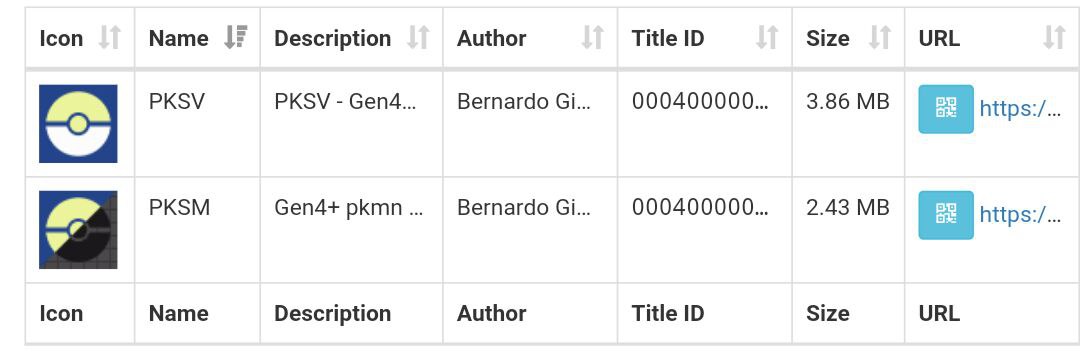 Icon Name Description Author Title ID Size URL
PKSV PKSV - Gen4... Bernardo Gi... 000400000... 3.86 MB https:/...
PKSM Gen4+ pkmn ... Bernardo Gi... 000400000... 2.43 MB https:/...
Icon Name Description Author Title ID Size URL